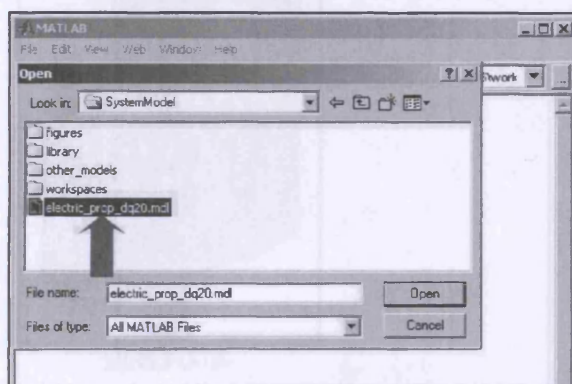 MATLAB
File Edit View Web Window Help
Open
Look in: SystemModel
\work
figures
library
other_models
workspaces
electric_prop_dq20.mdl
File name: electric_prop_dq20.mdl
Open
Files of type: All MATLAB Files
Cancel